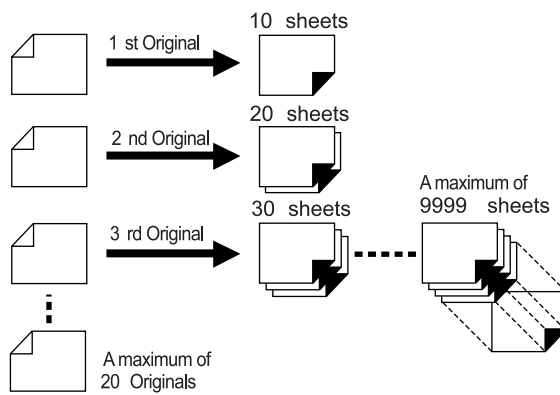 10 sheets
1 st Original
20 sheets
2 nd Original
A maximum of
9999 sheets
30 sheets
3 rd Original
A maximum of
20 Originals